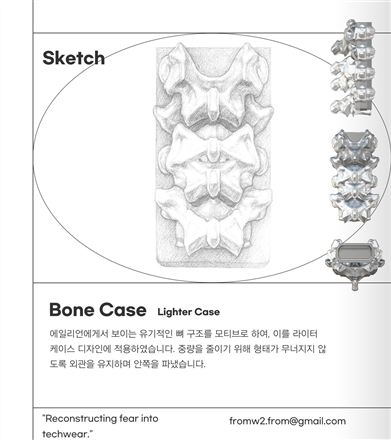 Sketch
Bone Case Lighter Case
에일리언에게서 보이는 유기적인 뼈 구조를 모티브로 하여, 이를 라이터
케이스 디자인에 적용하였습니다. 중량을 줄이기 위해 형태가 무너지지 않
도록 외관을 유지하며 안쪽을 파냈습니다.
"Reconstructing fear into
techwear."
fromw2.from@gmail.com